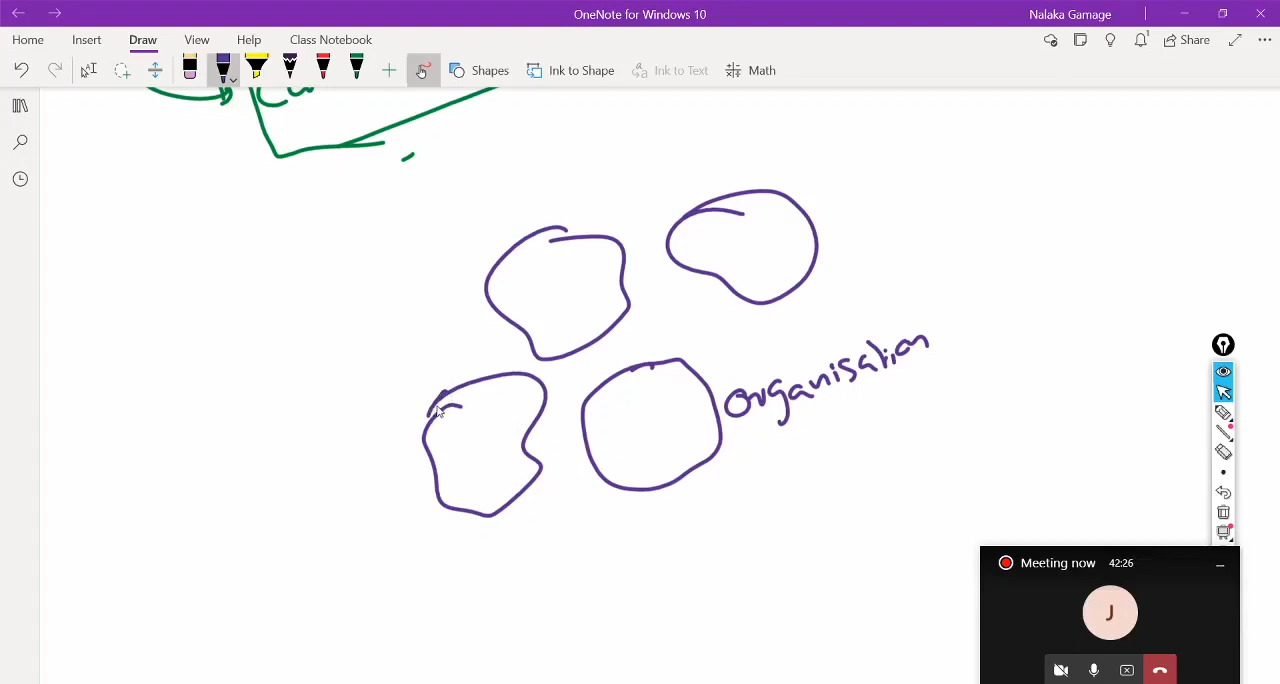 OneNote for Windows 10
Nalaka Gamage
Home Insert Draw View Help Class Notebook
Share
Shapes Ink to Shape Ink to Text Math
Organisation
Meeting now 42:26
J